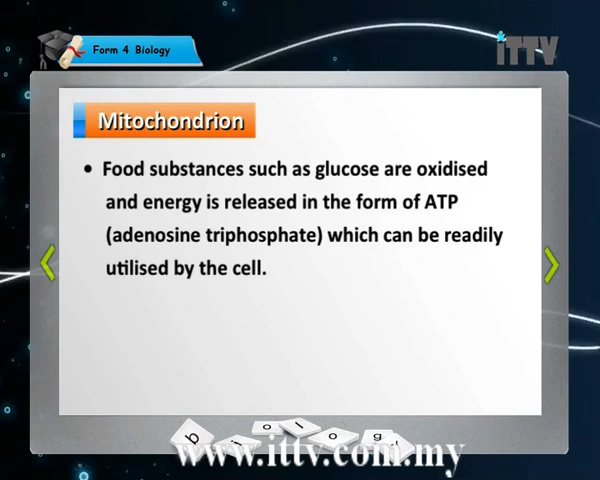 Form 4 Biology
iTTV
Mitochondrion
• Food substances such as glucose are oxidised
and energy is released in the form of ATP
(adenosine triphosphate) which can be readily
utilised by the cell.
b i o l o g y
www.ittv.com.my